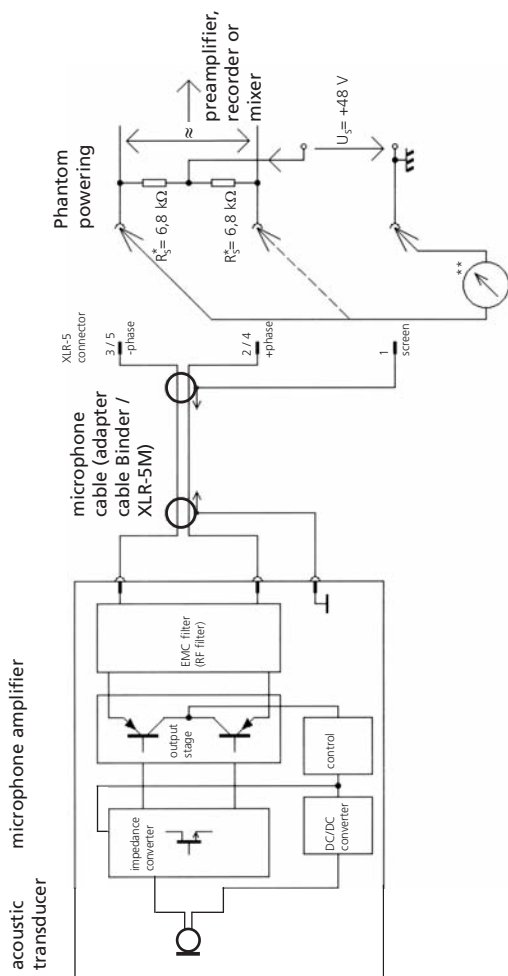 acoustic
transducer
microphone amplifier
impedance
converter
DC/DC
converter
output
stage
control
EMC filter
(RF filter)
microphone
cable (adapter
cable Binder /
XLR-5M)
XLR-5
connector
3 / 5
-phase
2 / 4
+phase
1
screen
Phantom
powering
R*S= 6,8 kΩ
R*S= 6,8 kΩ
≈
preamplifier,
recorder or
mixer
US= +48 V
**